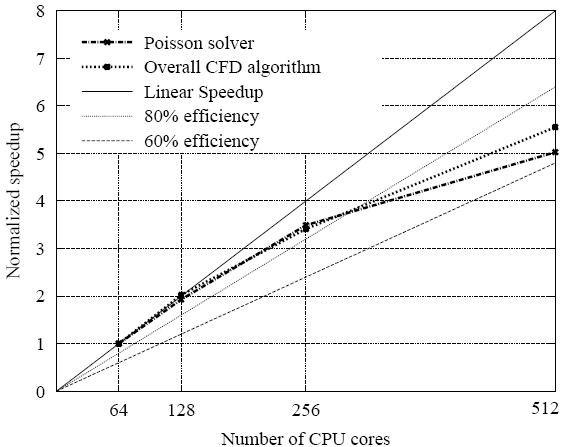 8
7
6
5
4
3
2
1
0
Normalized speedup
Poisson solver
Overall CFD algorithm
Linear Speedup
80% efficiency
60% efficiency
64 128 256 512
Number of CPU cores